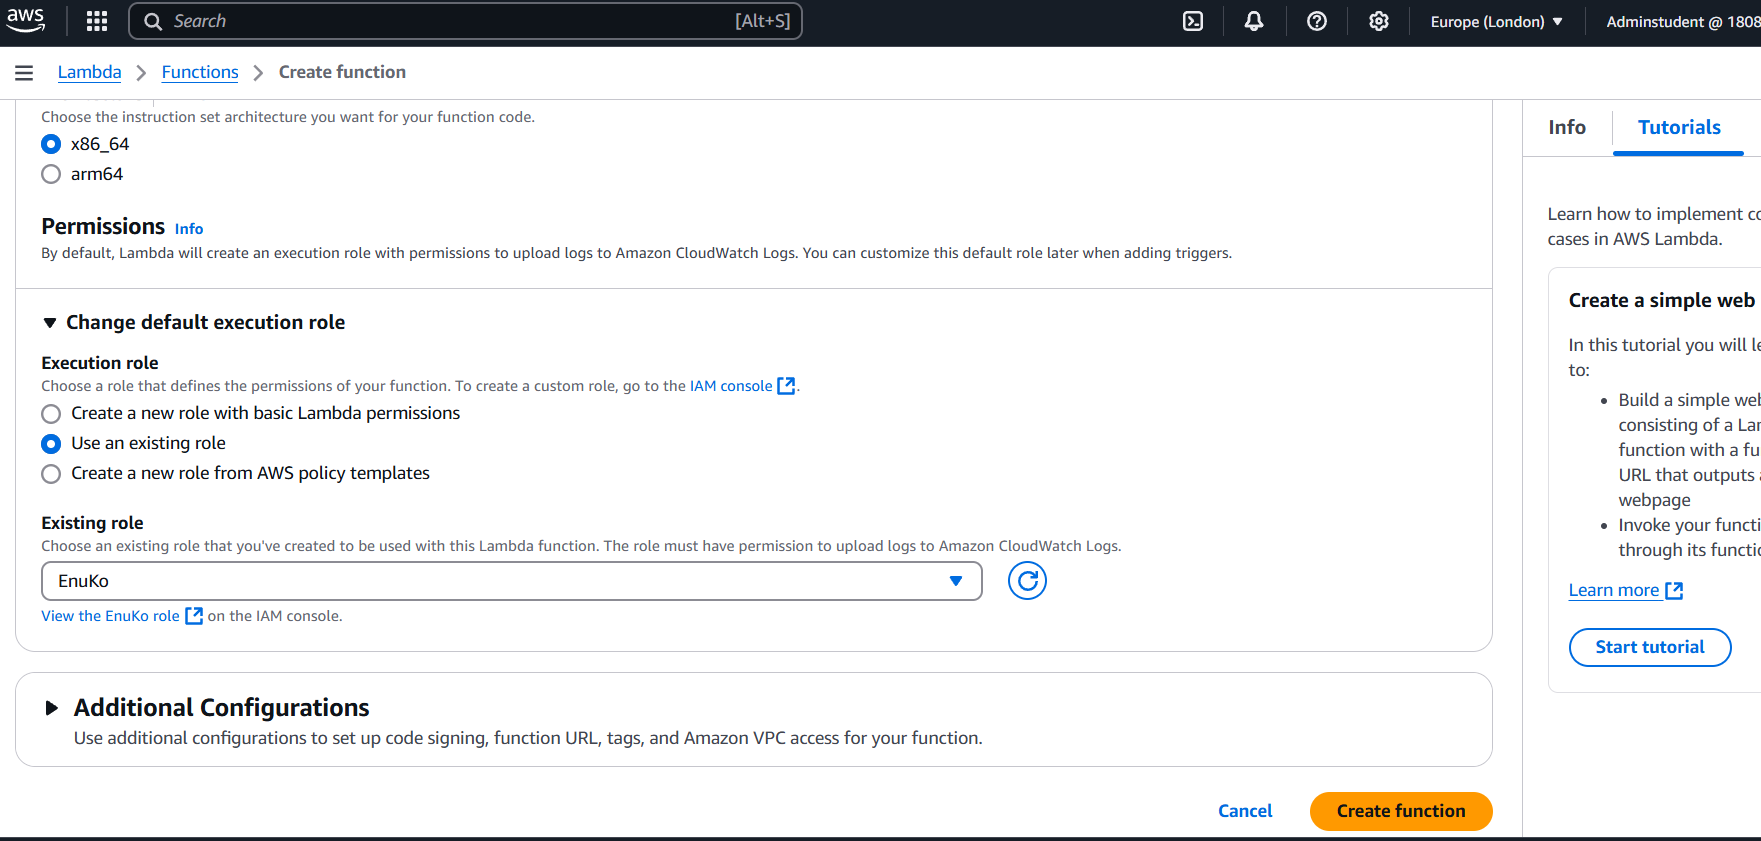 aws
Search
[Alt+S]
Europe (London)
Adminstudent @ 1808
Lambda
Functions
Create function
Choose the instruction set architecture you want for your function code.
x86_64
arm64
Permissions Info
By default, Lambda will create an execution role with permissions to upload logs to Amazon CloudWatch Logs. You can customize this default role later when adding triggers.
Change default execution role
Execution role
Choose a role that defines the permissions of your function. To create a custom role, go to the IAM console.
Create a new role with basic Lambda permissions
Use an existing role
Create a new role from AWS policy templates
Existing role
Choose an existing role that you've created to be used with this Lambda function. The role must have permission to upload logs to Amazon CloudWatch Logs.
EnuKo
View the EnuKo role on the IAM console.
Additional Configurations
Use additional configurations to set up code signing, function URL, tags, and Amazon VPC access for your function.
Cancel
Create function
Info
Tutorials
Learn how to implement
cases in AWS Lambda.
Create a simple web
In this tutorial you will
to:
• Build a simple
consisting of a
function with a
URL that outputs
webpage
• Invoke your
through its
Learn more
Start tutorial